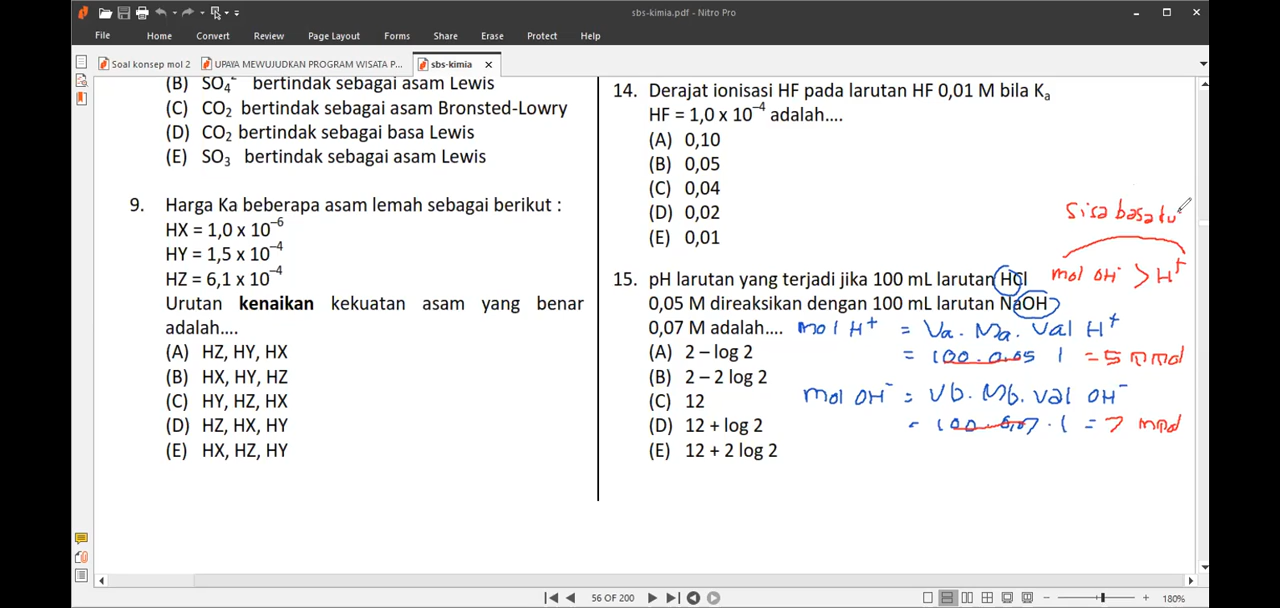 sbs-kimia.pdf - Nitro Pro
File Home Convert Review Page Layout Forms Share Erase Protect Help
Soal konsep mol 2 UPAYA MEWUJUDKAN PROGRAM WISATA P... sbs-kimia
(B) SO₄²⁻ bertindak sebagai asam Lewis
(C) CO₂ bertindak sebagai asam Bronsted-Lowry
(D) CO₂ bertindak sebagai basa Lewis
(E) SO₃ bertindak sebagai asam Lewis
9. Harga Ka beberapa asam lemah sebagai berikut :
HX = 1,0 x 10⁻⁶
HY = 1,5 x 10⁻⁴
HZ = 6,1 x 10⁻⁴
Urutan kenaikan kekuatan asam yang benar
adalah....
(A) HZ, HY, HX
(B) HX, HY, HZ
(C) HY, HZ, HX
(D) HZ, HX, HY
(E) HX, HZ, HY
14. Derajat ionisasi HF pada larutan HF 0,01 M bila Kₐ
HF = 1,0 x 10⁻⁴ adalah....
(A) 0,10
(B) 0,05
(C) 0,04
(D) 0,02
(E) 0,01
sisa basa
mol OH⁻ > H⁺
15. pH larutan yang terjadi jika 100 mL larutan HCl
0,05 M direaksikan dengan 100 mL larutan NaOH
0,07 M adalah....
(A) 2 – log 2
(B) 2 – 2 log 2
(C) 12
(D) 12 + log 2
(E) 12 + 2 log 2
mol H⁺ = Va. Ma. val H⁺
= 100. 0.05 1 = 5 mmol
mol OH⁻ = Vb. Mb. val OH⁻
= 100. 0,07 . 1 = 7 mmol
56 OF 200
180%